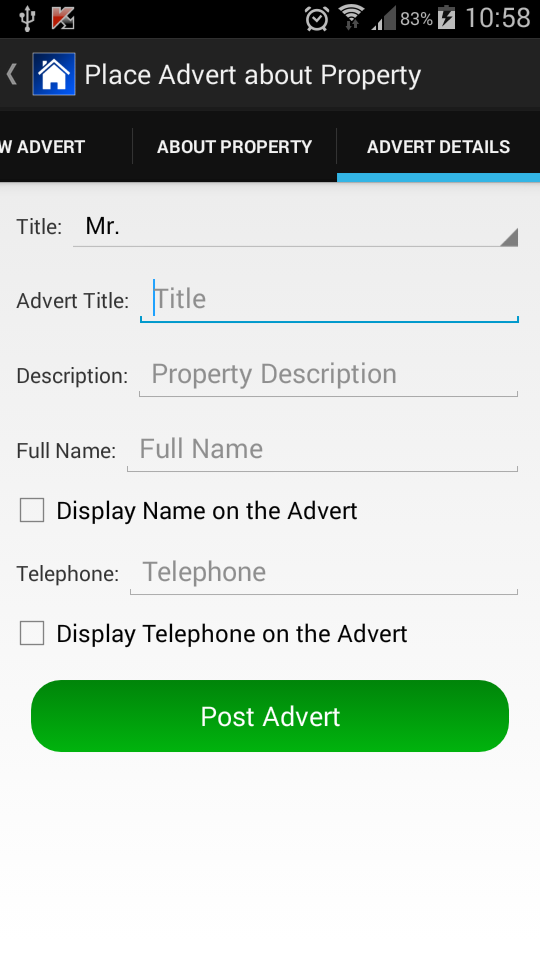 83% 10:58
Place Advert about Property
W ADVERT ABOUT PROPERTY ADVERT DETAILS
Title: Mr.
Advert Title: Title
Description: Property Description
Full Name: Full Name
Display Name on the Advert
Telephone: Telephone
Display Telephone on the Advert
Post Advert